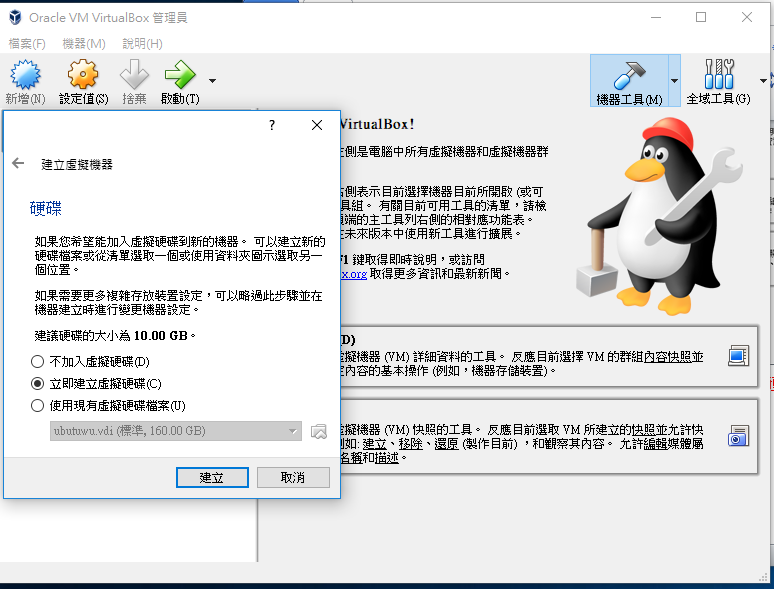 Oracle VM VirtualBox 管理員
檔案(F) 機器(M) 說明(H)
新增(N) 設定值(S) 捨棄 啟動(T) 機器工具(M) 全域工具(G)
?
建立虛擬機器
硬碟
如果您希望能加入虛擬硬碟到新的機器。 可以建立新的
硬碟檔案或從清單選取一個或使用資料夾圖示選取另一
個位置。
如果需要更多複雜存放裝置設定，可以略過此步驟並在
機器建立時進行變更機器設定。
建議硬碟的大小為 10.00 GB。
不加入虛擬硬碟(D)
立即建立虛擬硬碟(C)
使用現有虛擬硬碟檔案(U)
ubutuwu.vdi (標準, 160.00 GB)
建立 取消
VirtualBox!
左側是電腦中所有虛擬機器和虛擬機器群
右側表示目前選擇機器目前所開啟 (或可
具組。 有關目前可用工具的清單，請檢
頂端的主工具列右側的相對應功能表。
在未來版本中使用新工具進行擴展。
F1 鍵取得即時說明，或訪問
x.org 取得更多資訊和最新新聞。
(D)
虛擬機器 (VM) 詳細資料的工具。 反應目前選擇 VM 的群組內容快照並
定內容的基本操作 (例如，機器存儲裝置)。
虛擬機器 (VM) 快照的工具。 反應目前選取 VM 所建立的快照並允許快
例如: 建立、移除、還原 (製作目前) ，和觀察其內容。 允許編輯媒體屬
名稱和描述。